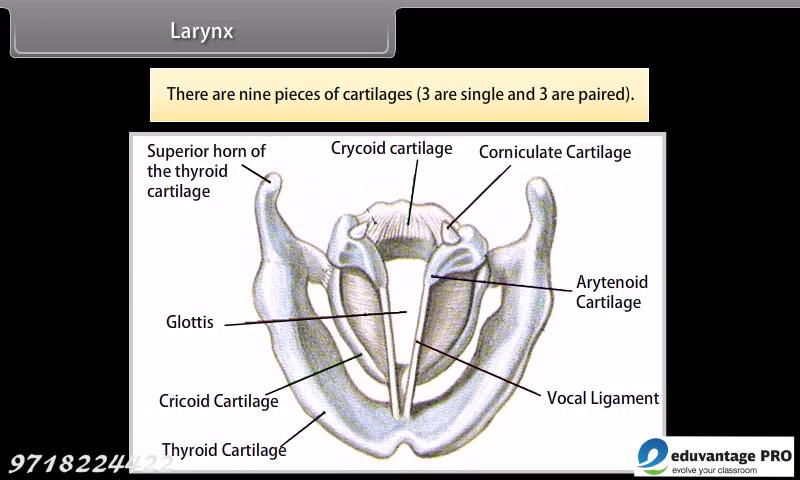 Larynx
There are nine pieces of cartilages (3 are single and 3 are paired).
Superior horn of
the thyroid
cartilage
Crycoid cartilage
Corniculate Cartilage
Arytenoid
Cartilage
Glottis
Cricoid Cartilage
Vocal Ligament
Thyroid Cartilage
9718224422
eduvantage PRO
evolve your classroom